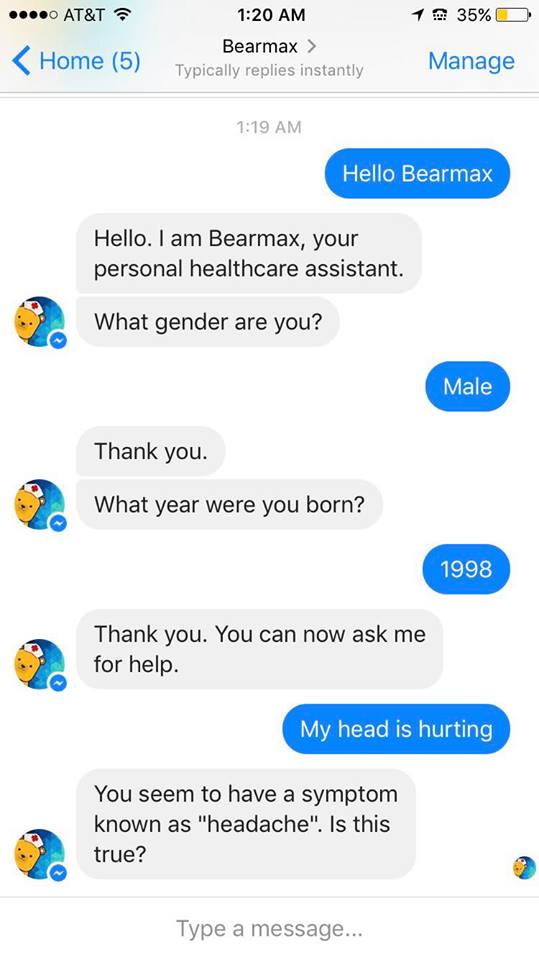 AT&T 1:20 AM 35%
Home (5) Bearmax Manage
Typically replies instantly
1:19 AM
Hello Bearmax
Hello. I am Bearmax, your
personal healthcare assistant.
What gender are you?
Male
Thank you.
What year were you born?
1998
Thank you. You can now ask me
for help.
My head is hurting
You seem to have a symptom
known as "headache". Is this
true?
Type a message...